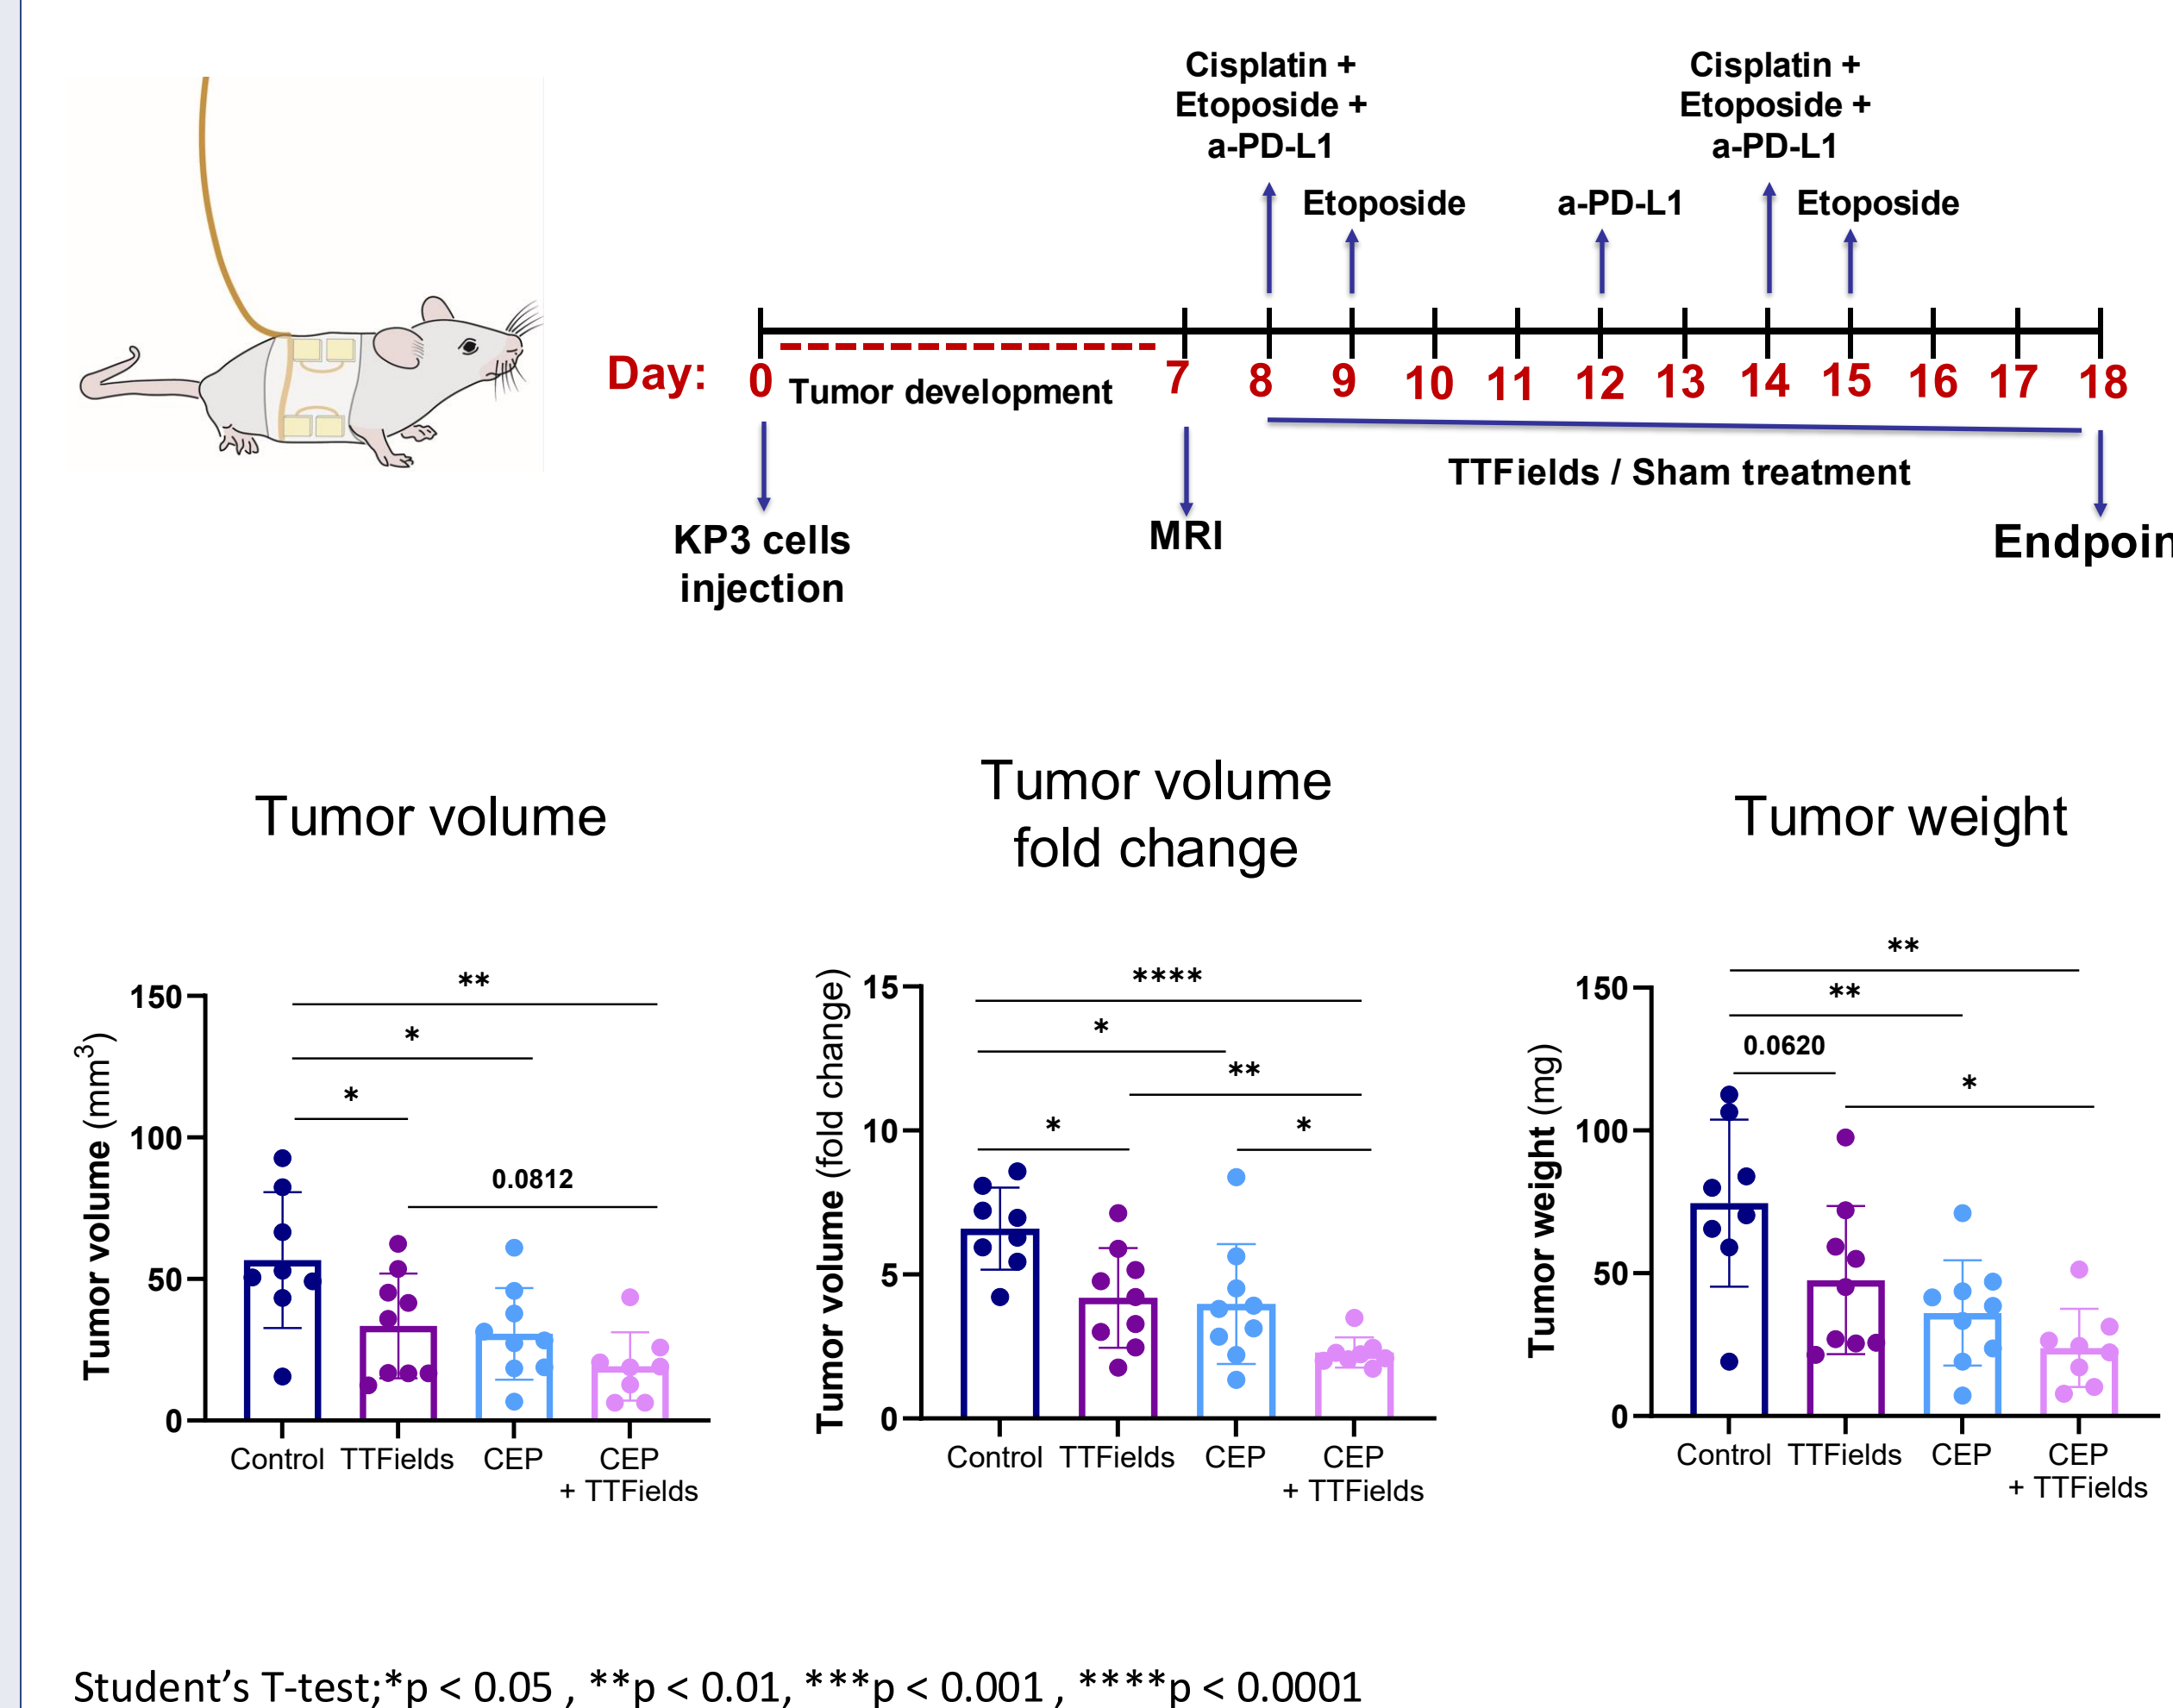 Cisplatin +
Etoposide +
a-PD-L1
Cisplatin +
Etoposide +
a-PD-L1
Etoposide
a-PD-L1
Etoposide
Day: 0 7 8 9 10 11 12 13 14 15 16 17 18
Tumor development
TTFields / Sham treatment
KP3 cells
injection
MRI
Endpoin
Tumor volume
Tumor volume (mm³)
150
100
50
0
**
*
*
0.0812
Control TTFields CEP CEP
+ TTFields
Tumor volume
fold change
Tumor volume (fold change)
15
10
5
0
****
*
**
*
*
Control TTFields CEP CEP
+ TTFields
Tumor weight
Tumor weight (mg)
150
100
50
0
**
**
0.0620
*
Control TTFields CEP CEP
+ TTFields
Student’s T-test;*p < 0.05 , **p < 0.01, ***p < 0.001 , ****p < 0.0001